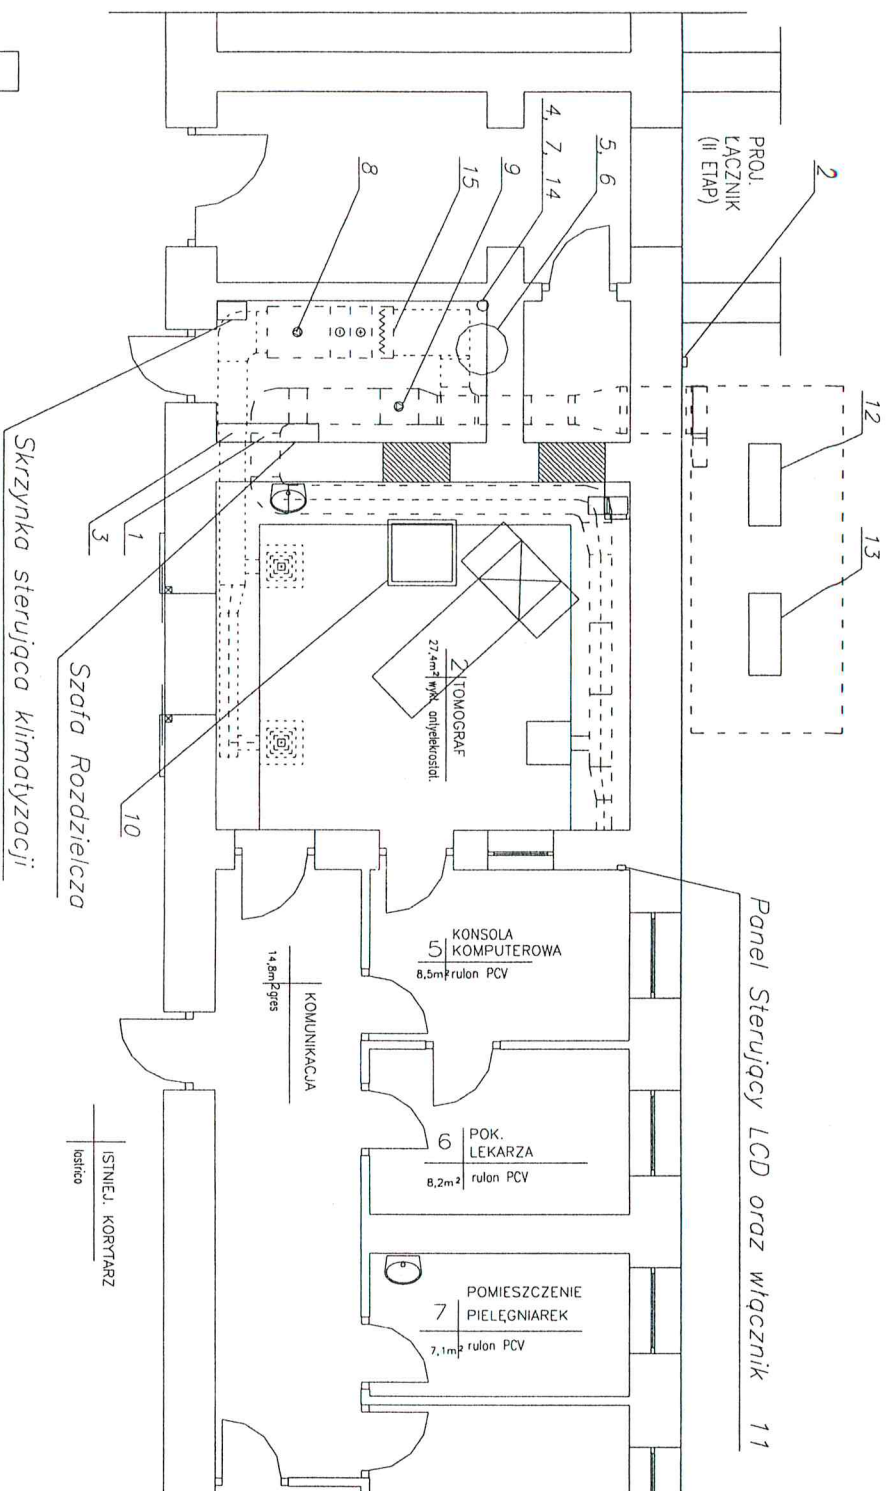 PROJ.
ŁĄCZNIK
(II ETAP)
2
4, 7, 14
5, 6
9
15
8
12
13
1
3
10
Skrzynka sterująca klimatyzacji
Szafa Rozdzielcza
2 TOMOGRAF
27,4m² wykł. antyelekrostat.
Panel Sterujący LCD oraz włącznik 11
5 KONSOLA
KOMPUTEROWA
8,5m² rulon PCV
KOMUNIKACJA
14,8m² gres
6 POK.
LEKARZA
8,2m² rulon PCV
ISTNIEJ. KORYTARZ
lastrico
7 POMIESZCZENIE
PIELĘGNIAREK
7,1m² rulon PCV